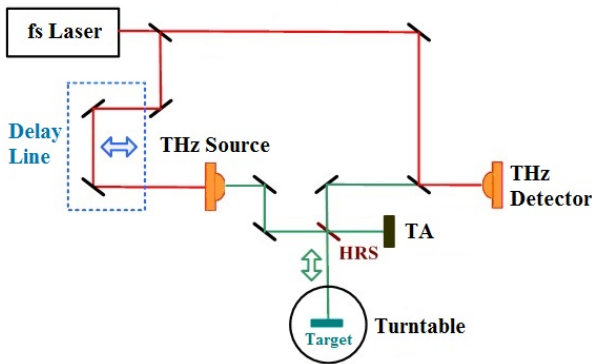 fs Laser
Delay
Line
THz Source
THz
Detector
TA
HRS
Target
Turntable